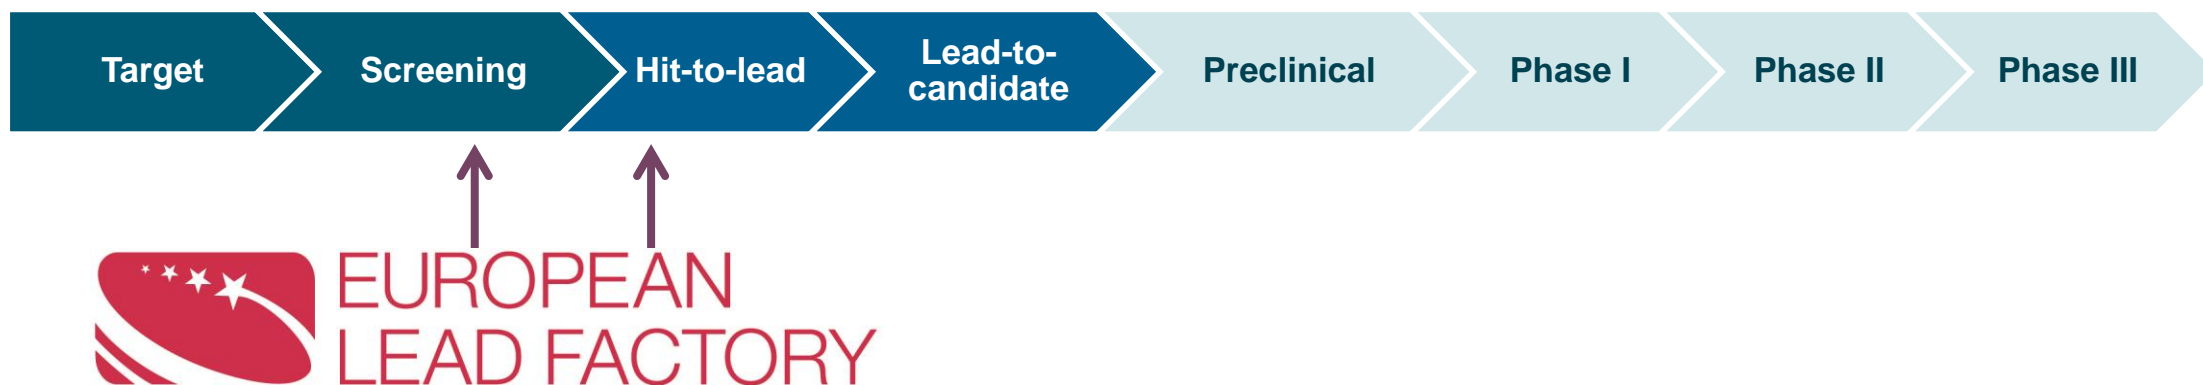 Target
Screening
Hit-to-lead
Lead-to-
candidate
Preclinical
Phase I
Phase II
Phase III
EUROPEAN
LEAD FACTORY